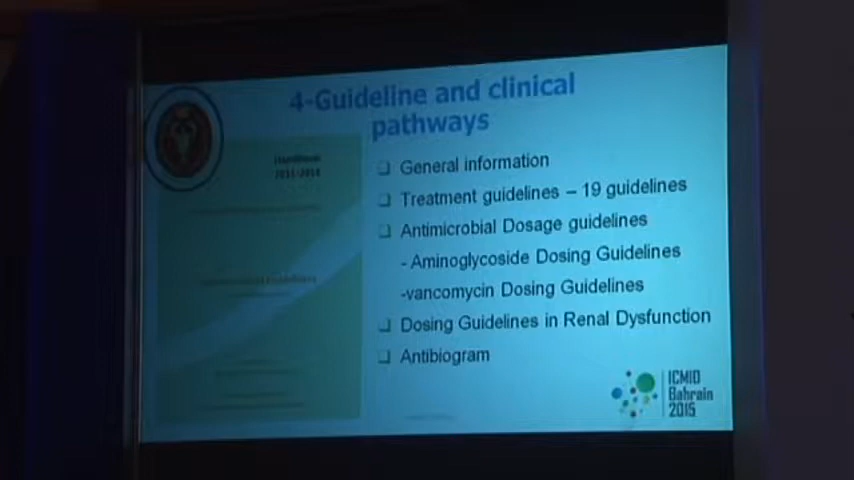 4-Guideline and clinical
pathways
Handbook
General information
Treatment guidelines – 19 guidelines
Antimicrobial Dosage guidelines
- Aminoglycoside Dosing Guidelines
-vancomycin Dosing Guidelines
Dosing Guidelines in Renal Dysfunction
Antibiogram
ICMID
Bahrain
2015